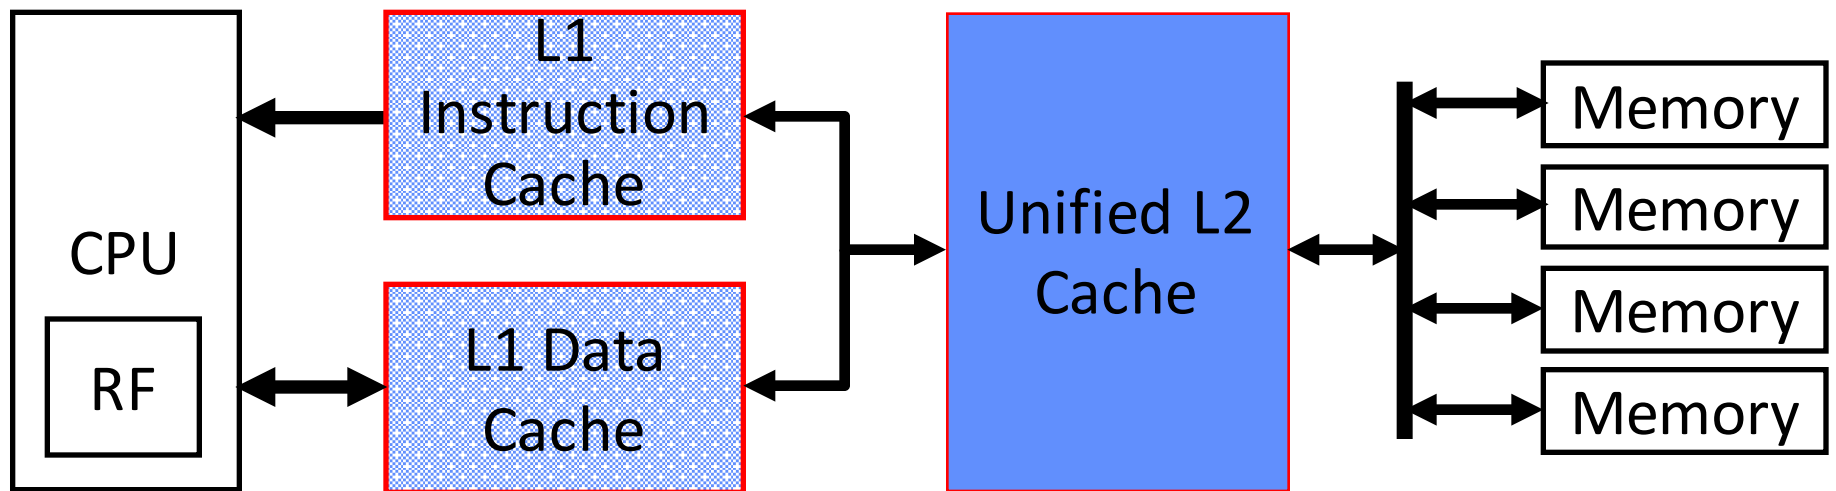 CPU
RF
L1
Instruction
Cache
L1 Data
Cache
Unified L2
Cache
Memory
Memory
Memory
Memory